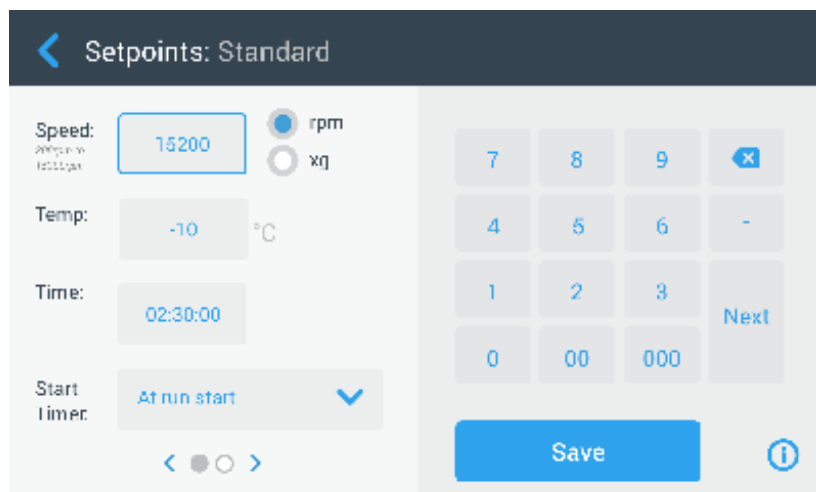 Setpoints: Standard
Speed:
15200
rpm
xg
Temp:
-10
°C
Time:
02:30:00
Start
Timer:
At run start
7 8 9
4 5 6 -
1 2 3
Next
0 00 000
Save